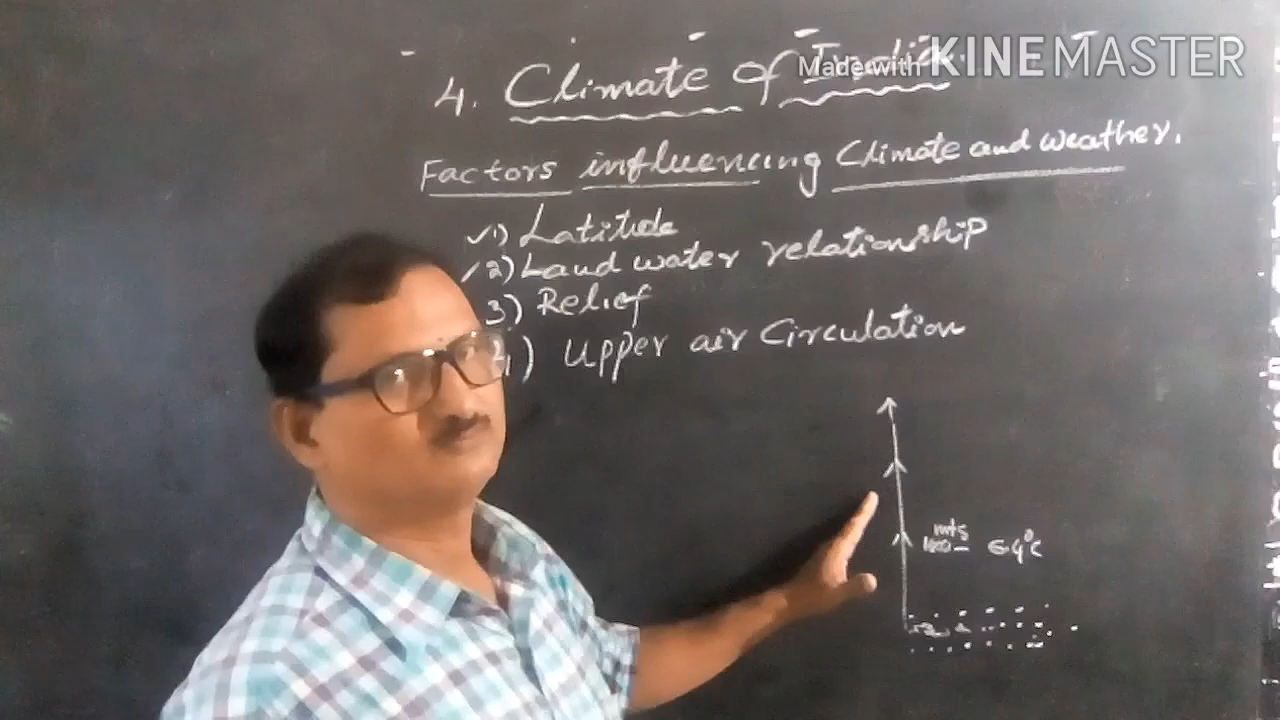 Made with KINEMASTER
4. Climate of India.
Factors influencing Climate and weather.
✓1) Latitude
✓2) Land water relationship
3) Relief
4) Upper air Circulation
mts